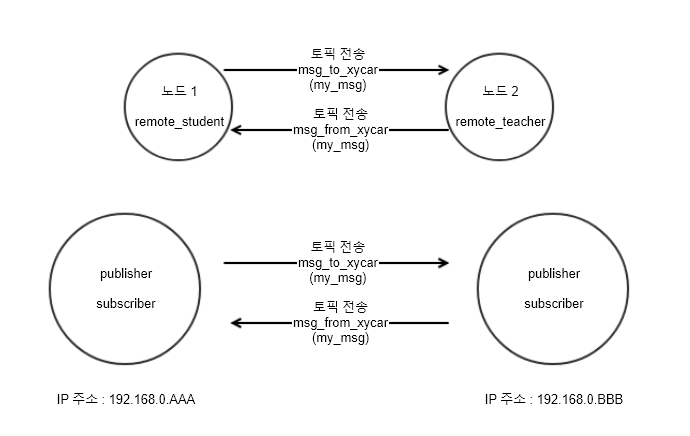 토픽 전송
msg_to_xycar
(my_msg)
노드 1
remote_student
노드 2
remote_teacher
토픽 전송
msg_from_xycar
(my_msg)
토픽 전송
msg_to_xycar
(my_msg)
publisher
subscriber
publisher
subscriber
토픽 전송
msg_from_xycar
(my_msg)
IP 주소 : 192.168.0.AAA
IP 주소 : 192.168.0.BBB